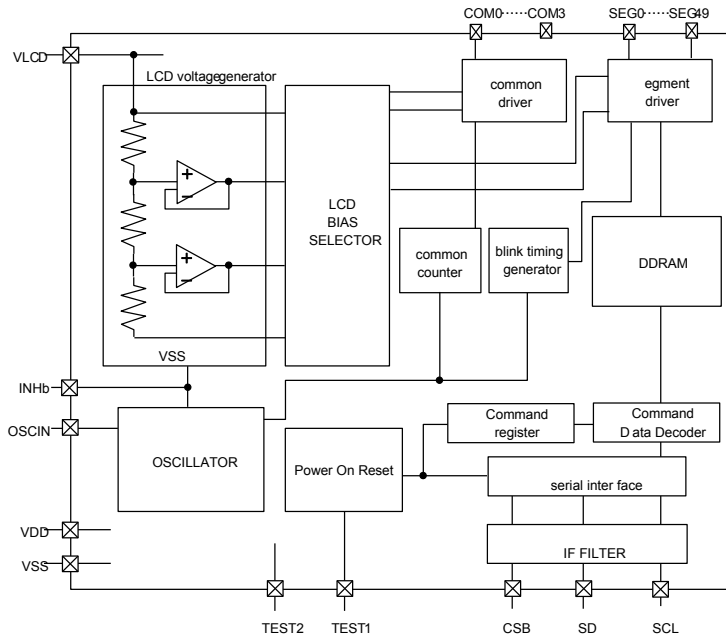 COM0······COM3
SEG0······SEG49
VLCD
LCD voltagegenerator
common
driver
egment
driver
LCD
BIAS
SELECTOR
common
counter
blink timing
generator
DDRAM
VSS
INHb
OSCIN
OSCILLATOR
Power On Reset
Command
register
Command
D ata Decoder
serial inter face
VDD
VSS
IF FILTER
TEST2
TEST1
CSB
SD
SCL